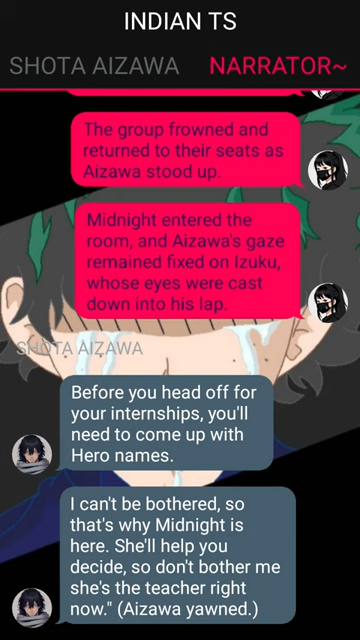 INDIAN TS
SHOTA AIZAWA NARRATOR~
The group frowned and
returned to their seats as
Aizawa stood up.
Midnight entered the
room, and Aizawa's gaze
remained fixed on Izuku,
whose eyes were cast
down into his lap.
SHOTA AIZAWA
Before you head off for
your internships, you'll
need to come up with
Hero names.
I can't be bothered, so
that's why Midnight is
here. She'll help you
decide, so don't bother me
she's the teacher right
now." (Aizawa yawned.)